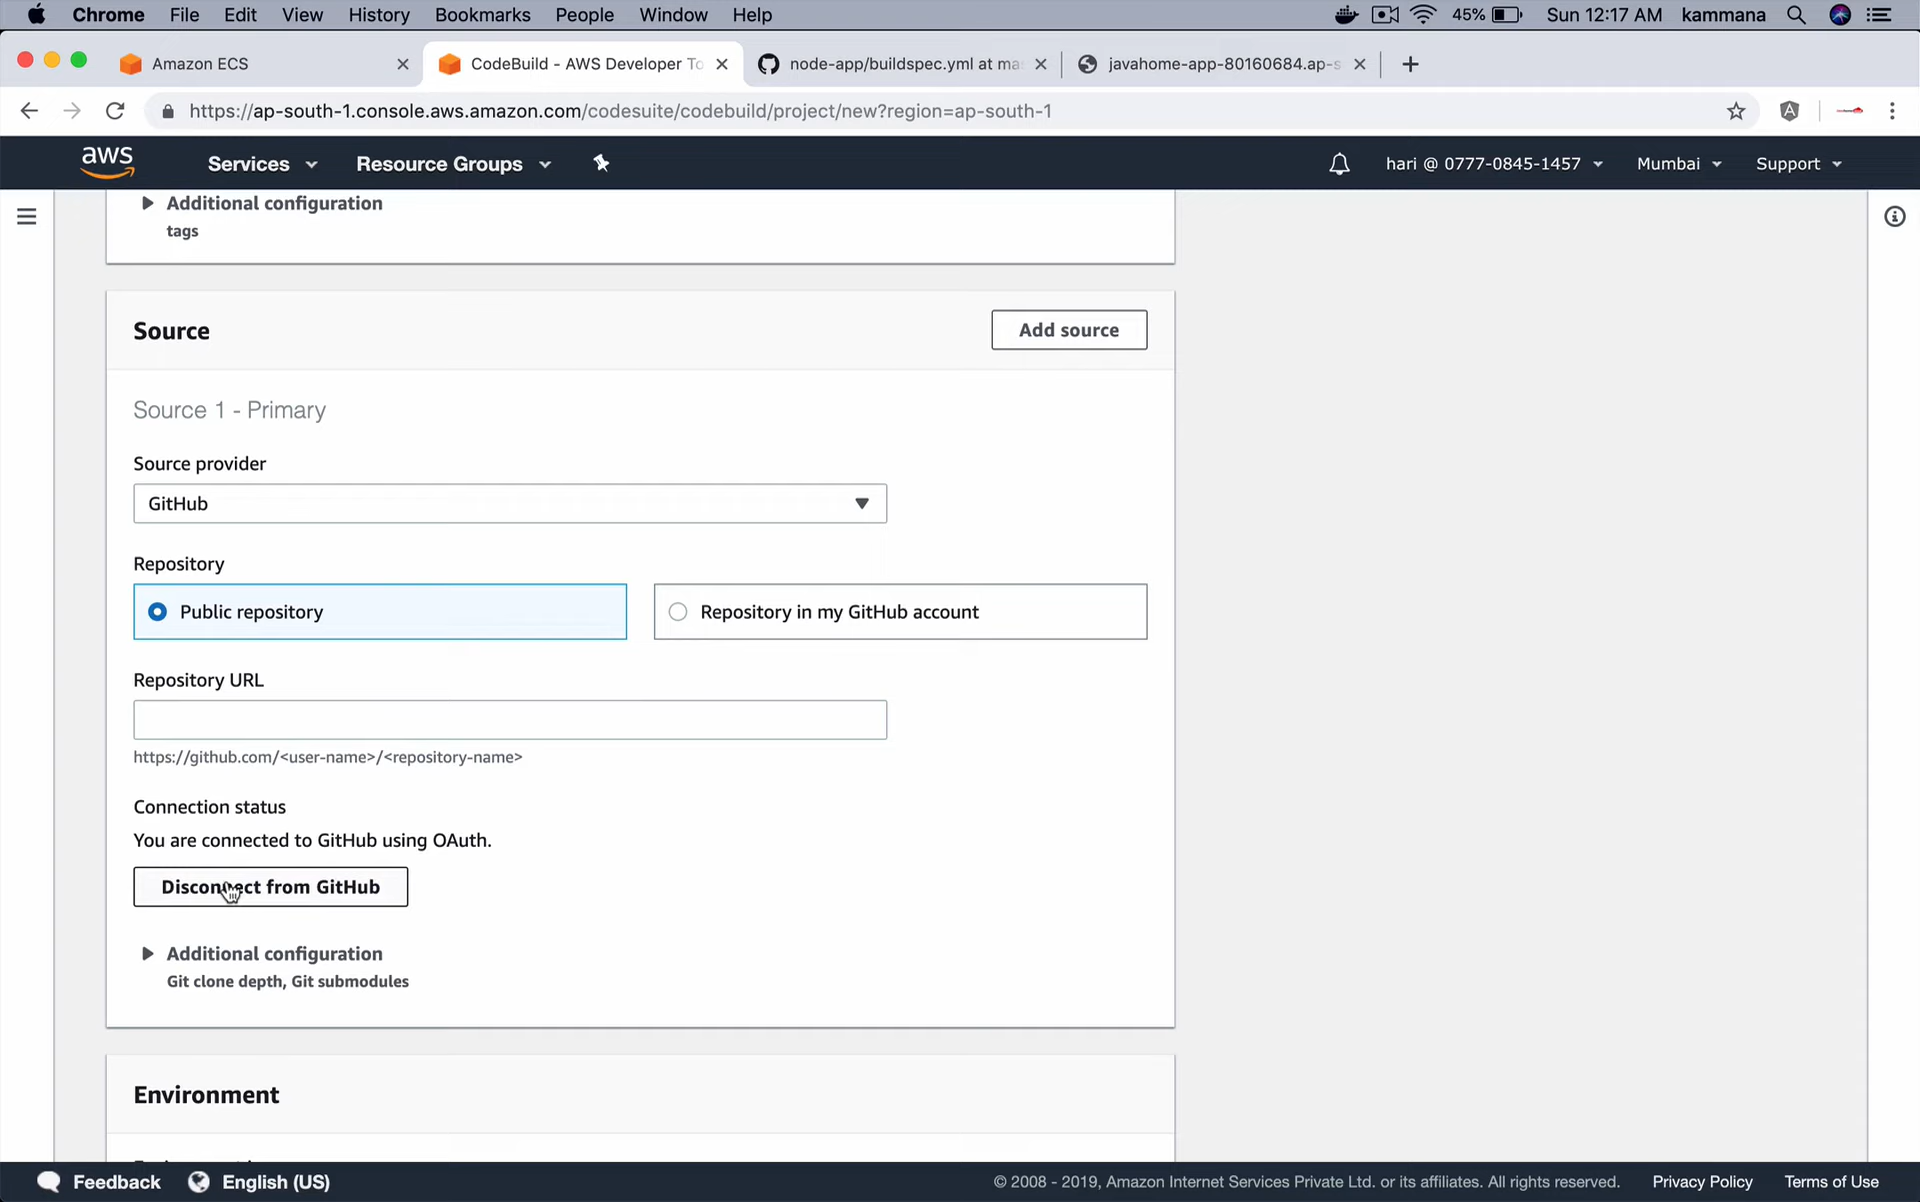 Chrome File Edit View History Bookmarks People Window Help 45% Sun 12:17 AM kammana
Amazon ECS CodeBuild - AWS Developer To node-app/buildspec.yml at ma javahome-app-80160684.ap-s
https://ap-south-1.console.aws.amazon.com/codesuite/codebuild/project/new?region=ap-south-1
aws Services Resource Groups hari @ 0777-0845-1457 Mumbai Support
Additional configuration
tags
Source Add source
Source 1 - Primary
Source provider
GitHub
Repository
Public repository Repository in my GitHub account
Repository URL
https://github.com/<user-name>/<repository-name>
Connection status
You are connected to GitHub using OAuth.
Disconnect from GitHub
Additional configuration
Git clone depth, Git submodules
Environment
Feedback English (US) © 2008 - 2019, Amazon Internet Services Private Ltd. or its affiliates. All rights reserved. Privacy Policy Terms of Use